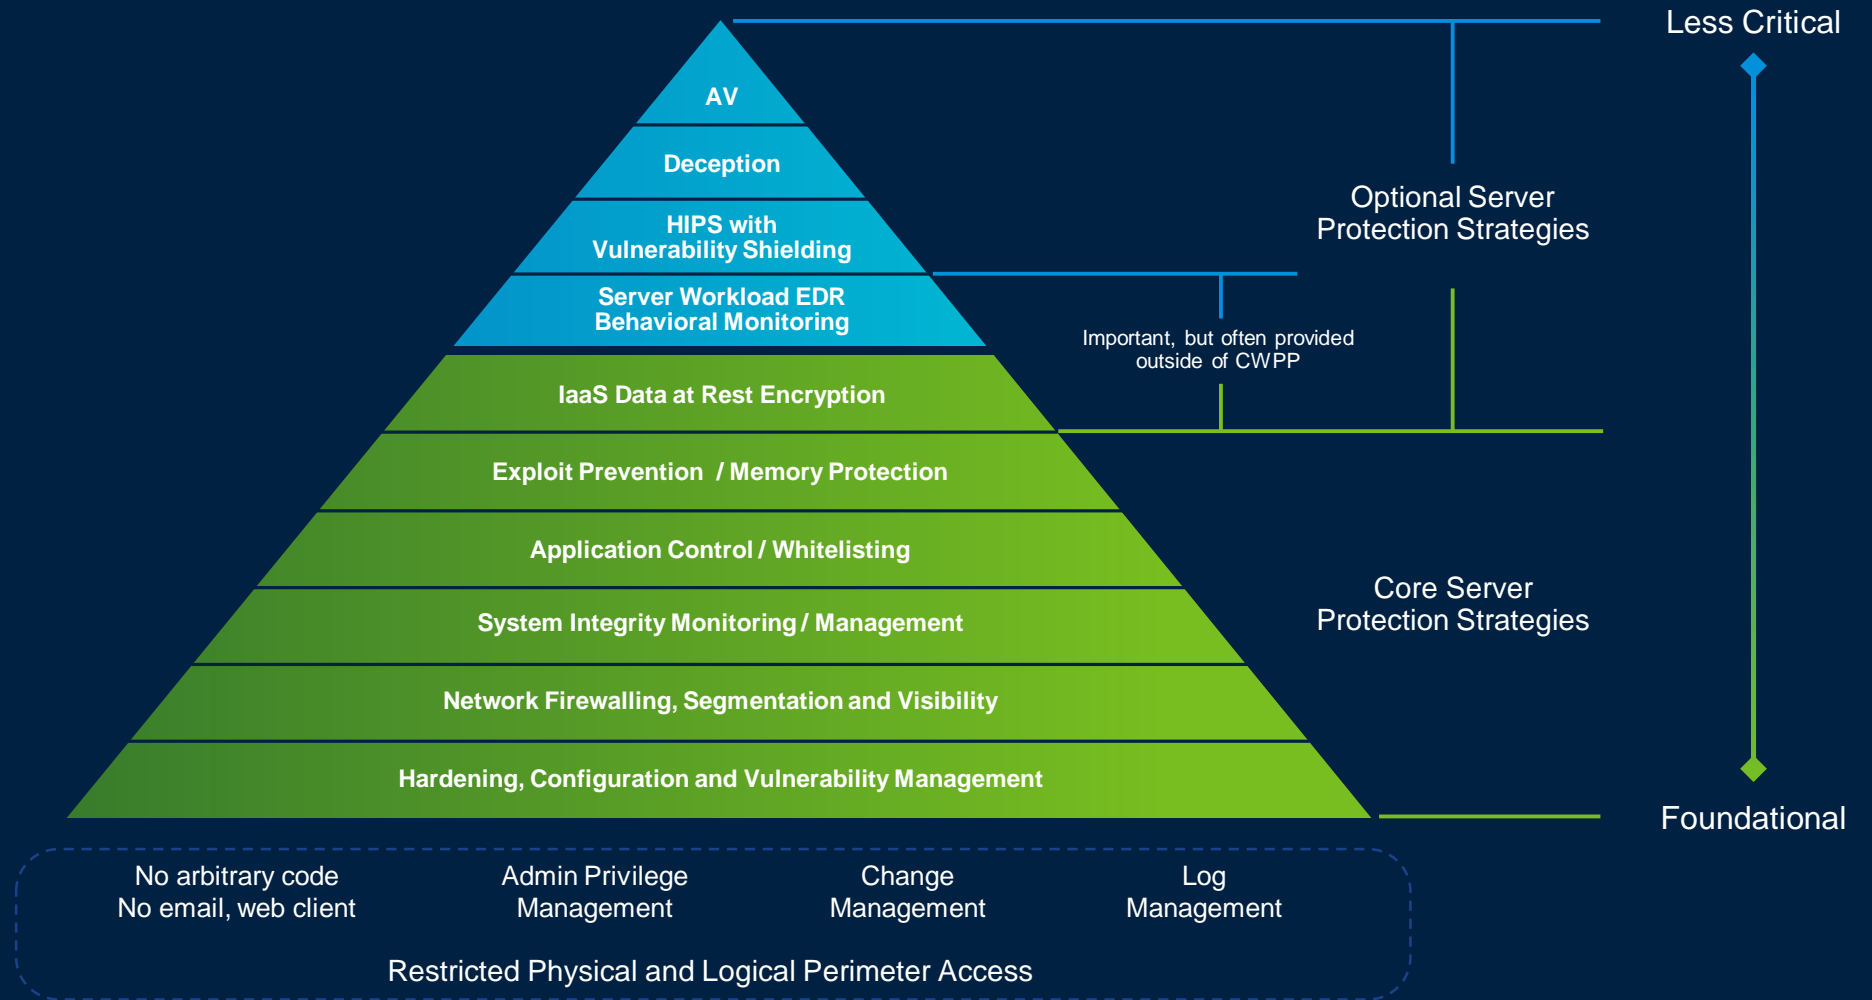 Less Critical
AV
Deception
HIPS with
Vulnerability Shielding
Optional Server
Protection Strategies
Server Workload EDR
Behavioral Monitoring
Important, but often provided
outside of CWPP
IaaS Data at Rest Encryption
Exploit Prevention / Memory Protection
Application Control / Whitelisting
Core Server
Protection Strategies
System Integrity Monitoring / Management
Network Firewalling, Segmentation and Visibility
Hardening, Configuration and Vulnerability Management
Foundational
No arbitrary code
No email, web client
Admin Privilege
Management
Change
Management
Log
Management
Restricted Physical and Logical Perimeter Access